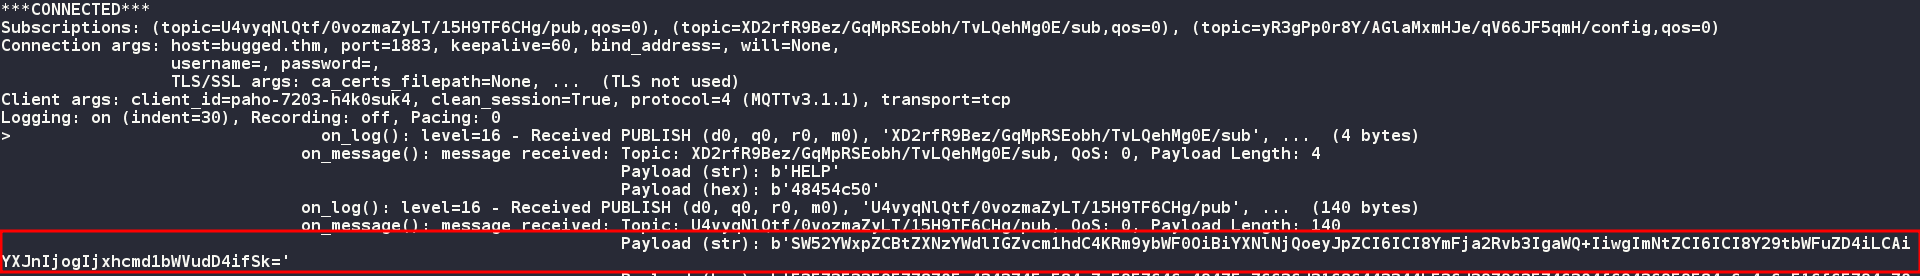 ***CONNECTED***
Subscriptions: (topic=U4vyqNlQtf/0vozmaZyLT/15H9TF6CHg/pub,qos=0), (topic=XD2rfR9Bez/GqMpRSEobh/TvLQehMg0E/sub,qos=0), (topic=yR3gPp0r8Y/AGlaMxmHJe/qV66JF5qmH/config,qos=0)
Connection args: host=bugged.thm, port=1883, keepalive=60, bind_address=, will=None,
username=, password=,
TLS/SSL args: ca_certs_filepath=None, ... (TLS not used)
Client args: client_id=paho-7203-h4k0suk4, clean_session=True, protocol=4 (MQTTv3.1.1), transport=tcp
Logging: on (indent=30), Recording: off, Pacing: 0
> on_log(): level=16 - Received PUBLISH (d0, q0, r0, m0), 'XD2rfR9Bez/GqMpRSEobh/TvLQehMg0E/sub', ... (4 bytes)
on_message(): message received: Topic: XD2rfR9Bez/GqMpRSEobh/TvLQehMg0E/sub, QoS: 0, Payload Length: 4
Payload (str): b'HELP'
Payload (hex): b'48454c50'
on_log(): level=16 - Received PUBLISH (d0, q0, r0, m0), 'U4vyqNlQtf/0vozmaZyLT/15H9TF6CHg/pub', ... (140 bytes)
on_message(): message received: Topic: U4vyqNlQtf/0vozmaZyLT/15H9TF6CHg/pub, QoS: 0, Payload Length: 140
Payload (str): b'SW52YWxpZCBtZXNzYWdlIGZvcm1hdC4KRm9ybWF0OiBiYXNlNjQoeyJpZCI6ICI8YmFja2Rvb3IgaWQ+IiwgImNtZCI6ICI8Y29tbWFuZD4iLCAi
YXJnIjogIjxhcmd1bWVudD4ifSk='